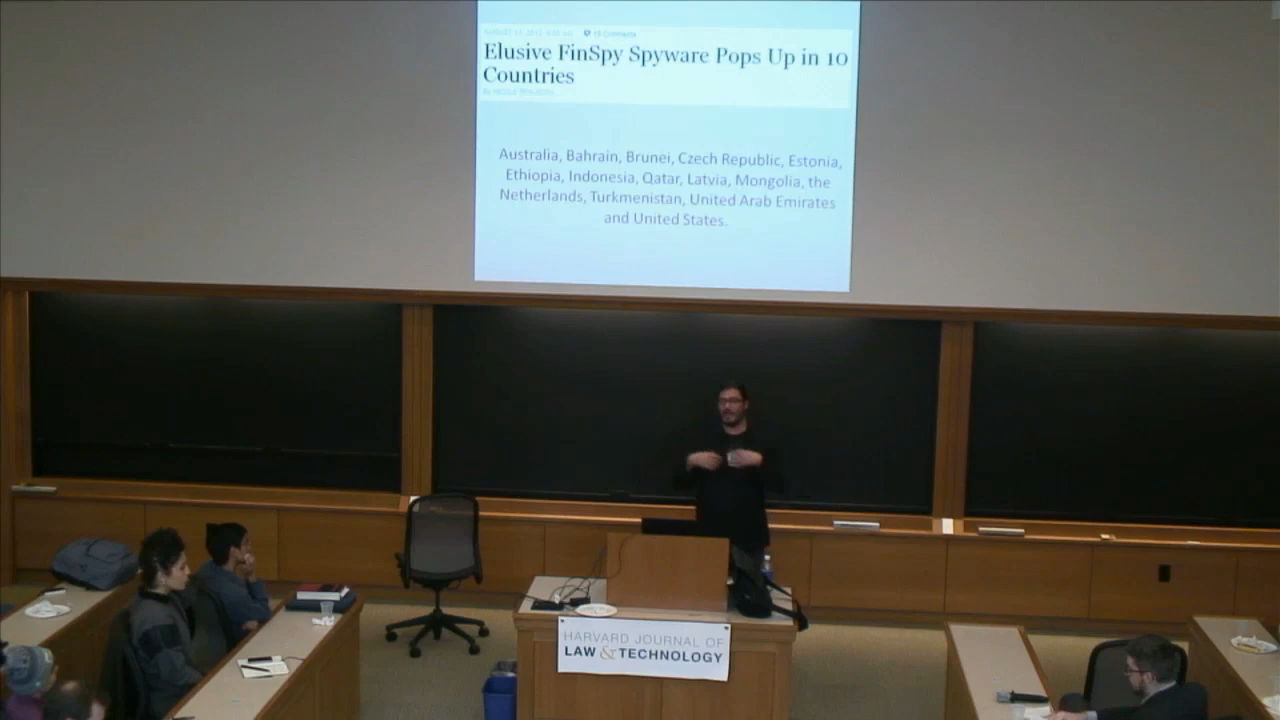 Elusive FinSpy Spyware Pops Up in 10
Countries
Australia, Bahrain, Brunei, Czech Republic, Estonia,
Ethiopia, Indonesia, Qatar, Latvia, Mongolia, the
Netherlands, Turkmenistan, United Arab Emirates
and United States.
HARVARD JOURNAL OF
LAW & TECHNOLOGY